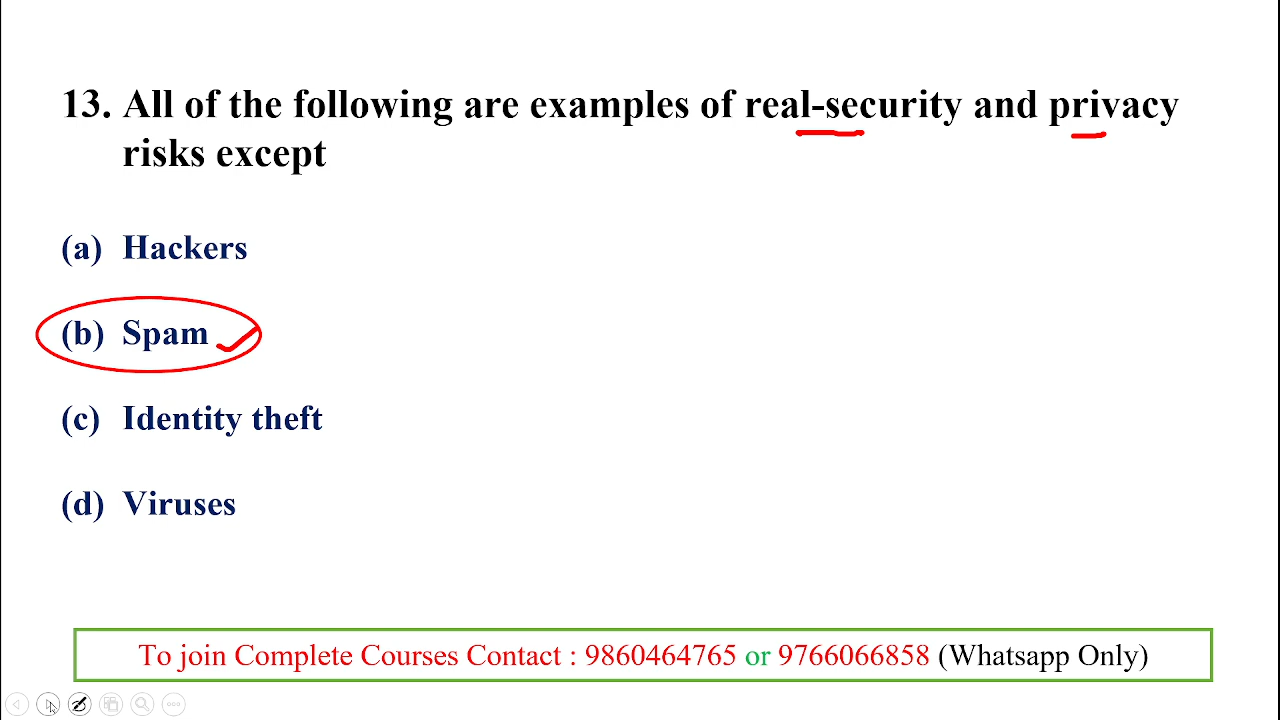 13. All of the following are examples of real-security and privacy
risks except
(a) Hackers
(b) Spam
(c) Identity theft
(d) Viruses
To join Complete Courses Contact : 9860464765 or 9766066858 (Whatsapp Only)